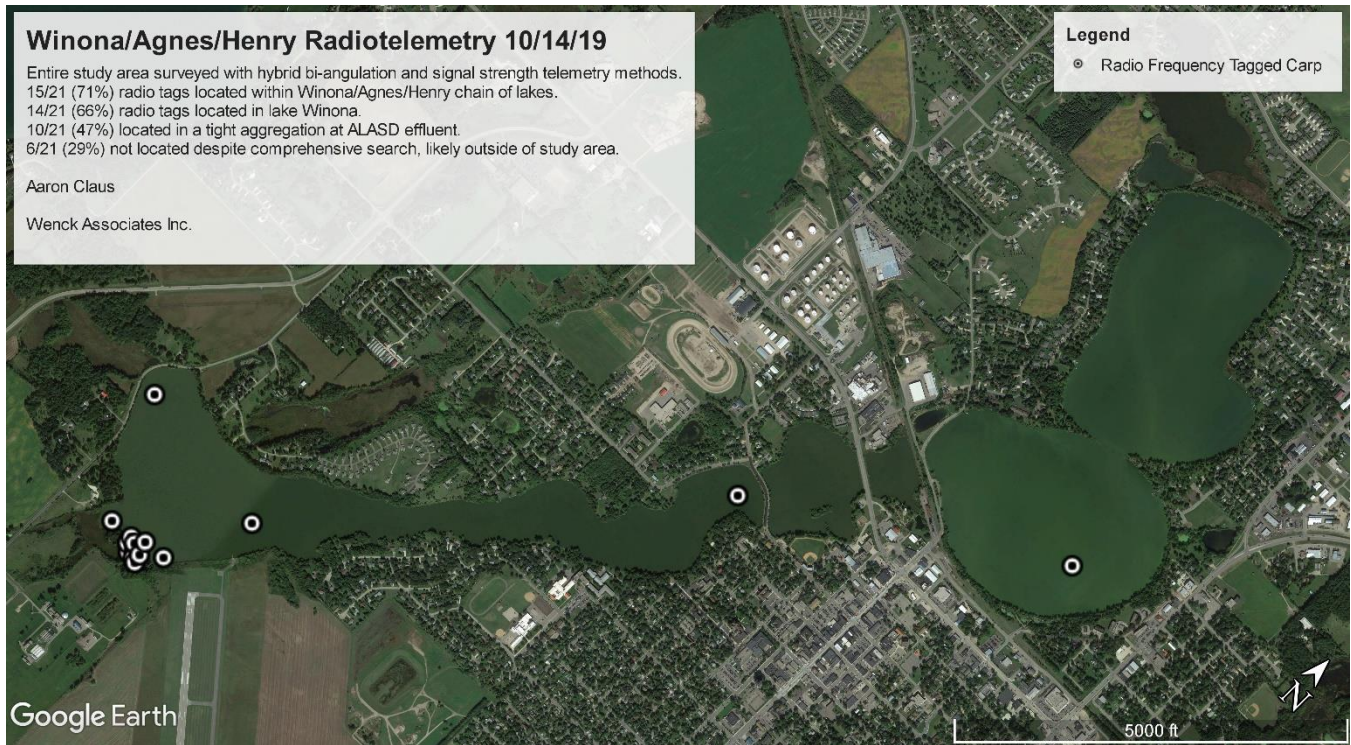 Winona/Agnes/Henry Radiotelemetry 10/14/19
Entire study area surveyed with hybrid bi-angulation and signal strength telemetry methods.
15/21 (71%) radio tags located within Winona/Agnes/Henry chain of lakes.
14/21 (66%) radio tags located in lake Winona.
10/21 (47%) located in a tight aggregation at ALASD effluent.
6/21 (29%) not located despite comprehensive search, likely outside of study area.
Aaron Claus
Wenck Associates Inc.
Legend
Radio Frequency Tagged Carp
N
Google Earth
5000 ft